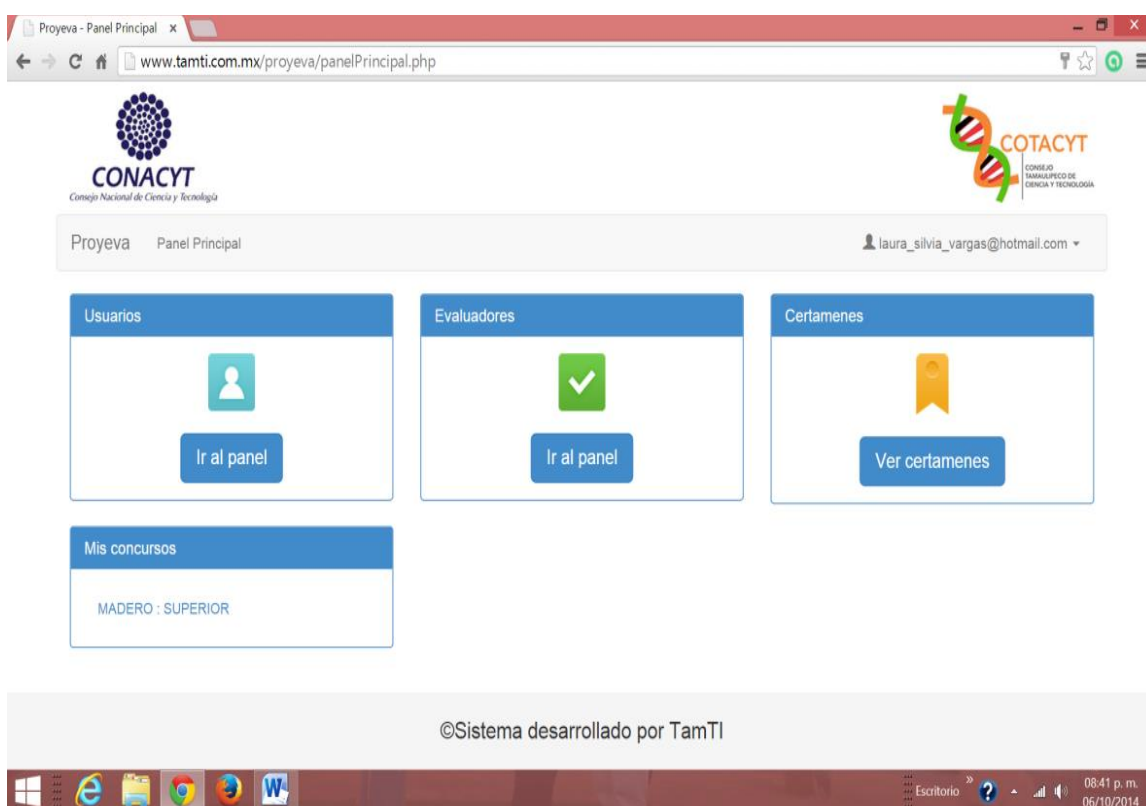 Proyeva - Panel Principal
www.tamti.com.mx/proyeva/panelPrincipal.php
CONACYT
Consejo Nacional de Ciencia y Tecnología
COTACYT
CONSEJO
TAMAULIPECO DE
CIENCIA Y TECNOLOGÍA
Proyeva Panel Principal laura_silvia_vargas@hotmail.com
Usuarios
Ir al panel
Evaluadores
Ir al panel
Certamenes
Ver certamenes
Mis concursos
MADERO : SUPERIOR
©Sistema desarrollado por TamTI
Escritorio
08:41 p. m.
06/10/2014